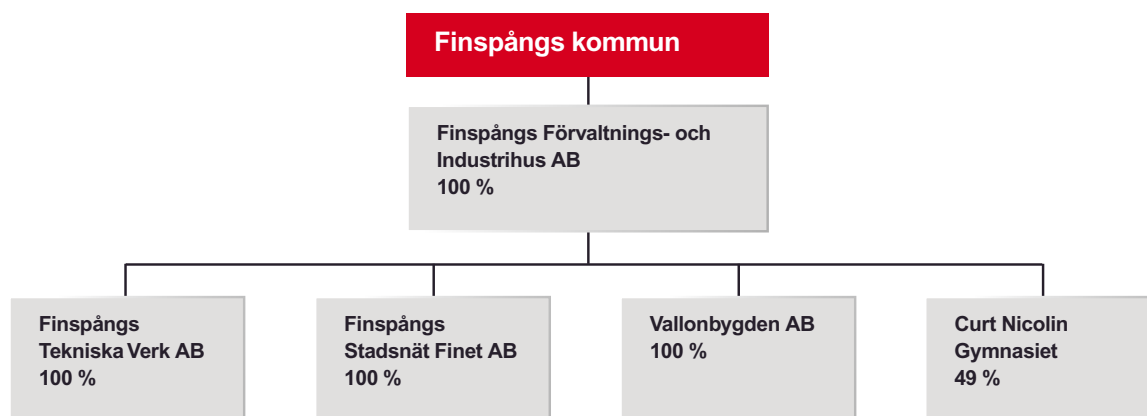 Finspångs kommun
Finspångs Förvaltnings- och
Industrihus AB
100 %
Finspångs
Tekniska Verk AB
100 %
Finspångs
Stadsnät Finet AB
100 %
Vallonbygden AB
100 %
Curt Nicolin
Gymnasiet
49 %